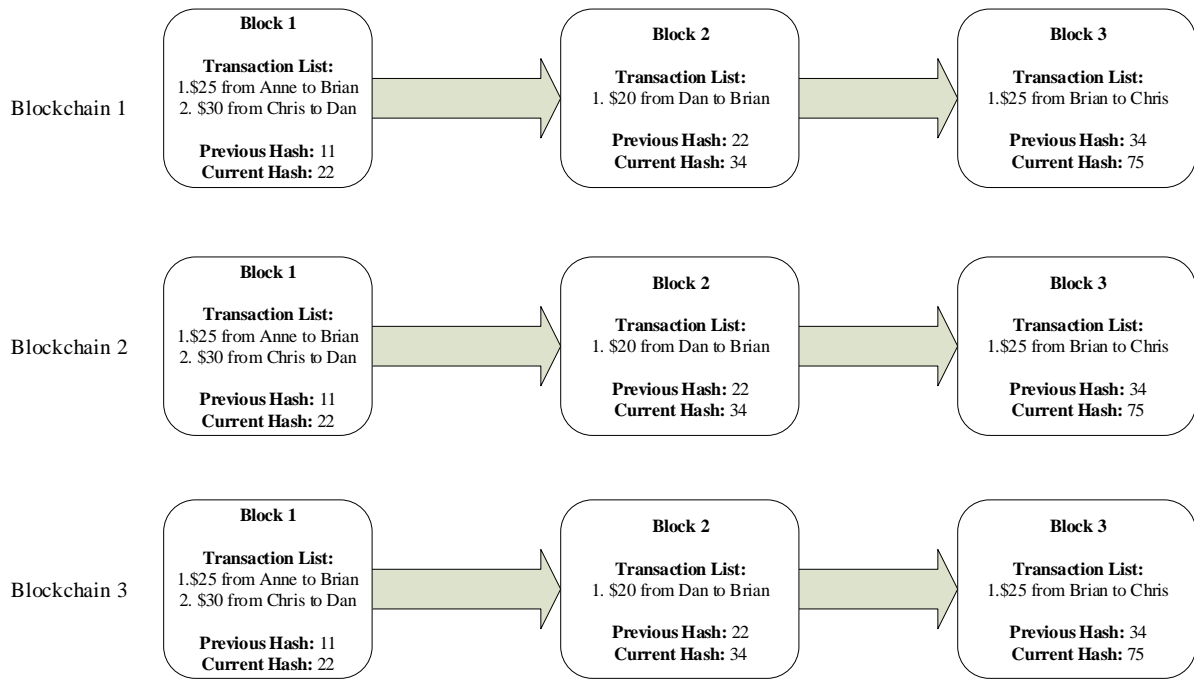 Blockchain 1
Block 1
Transaction List:
1.$25 from Anne to Brian
2. $30 from Chris to Dan
Previous Hash: 11
Current Hash: 22
Block 2
Transaction List:
1. $20 from Dan to Brian
Previous Hash: 22
Current Hash: 34
Block 3
Transaction List:
1.$25 from Brian to Chris
Previous Hash: 34
Current Hash: 75
Blockchain 2
Block 1
Transaction List:
1.$25 from Anne to Brian
2. $30 from Chris to Dan
Previous Hash: 11
Current Hash: 22
Block 2
Transaction List:
1. $20 from Dan to Brian
Previous Hash: 22
Current Hash: 34
Block 3
Transaction List:
1.$25 from Brian to Chris
Previous Hash: 34
Current Hash: 75
Blockchain 3
Block 1
Transaction List:
1.$25 from Anne to Brian
2. $30 from Chris to Dan
Previous Hash: 11
Current Hash: 22
Block 2
Transaction List:
1. $20 from Dan to Brian
Previous Hash: 22
Current Hash: 34
Block 3
Transaction List:
1.$25 from Brian to Chris
Previous Hash: 34
Current Hash: 75